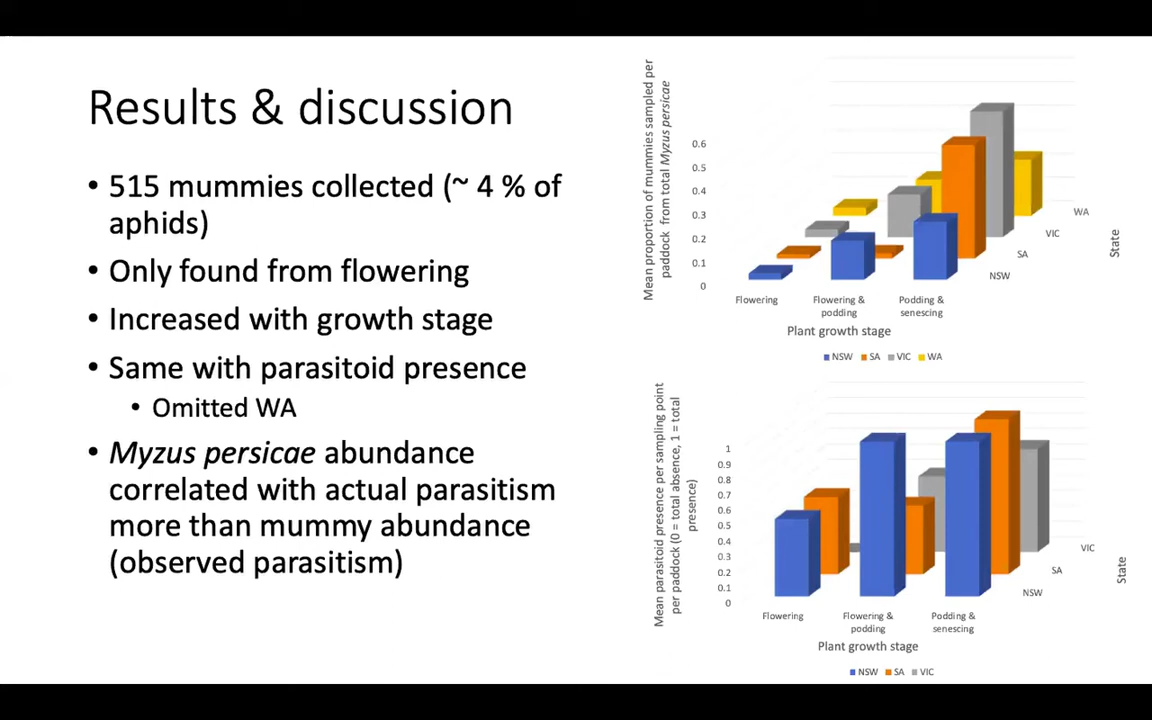 Results & discussion
• 515 mummies collected (~ 4 % of
aphids)
• Only found from flowering
• Increased with growth stage
• Same with parasitoid presence
• Omitted WA
• Myzus persicae abundance
correlated with actual parasitism
more than mummy abundance
(observed parasitism)
Mean proportion of mummies sampled per
paddock from total Myzus persicae
0.6
0.5
0.4
0.3
0.2
0.1
0
Flowering
Flowering &
podding
Podding &
senescing
Plant growth stage
WA
VIC
SA
NSW
State
NSW SA VIC WA
Mean parasitoid presence per sampling point
per paddock (0 = total absence, 1 = total
presence)
1
0.9
0.8
0.7
0.6
0.5
0.4
0.3
0.2
0.1
0
Flowering
Flowering &
podding
Podding &
senescing
Plant growth stage
VIC
SA
NSW
State
NSW SA VIC